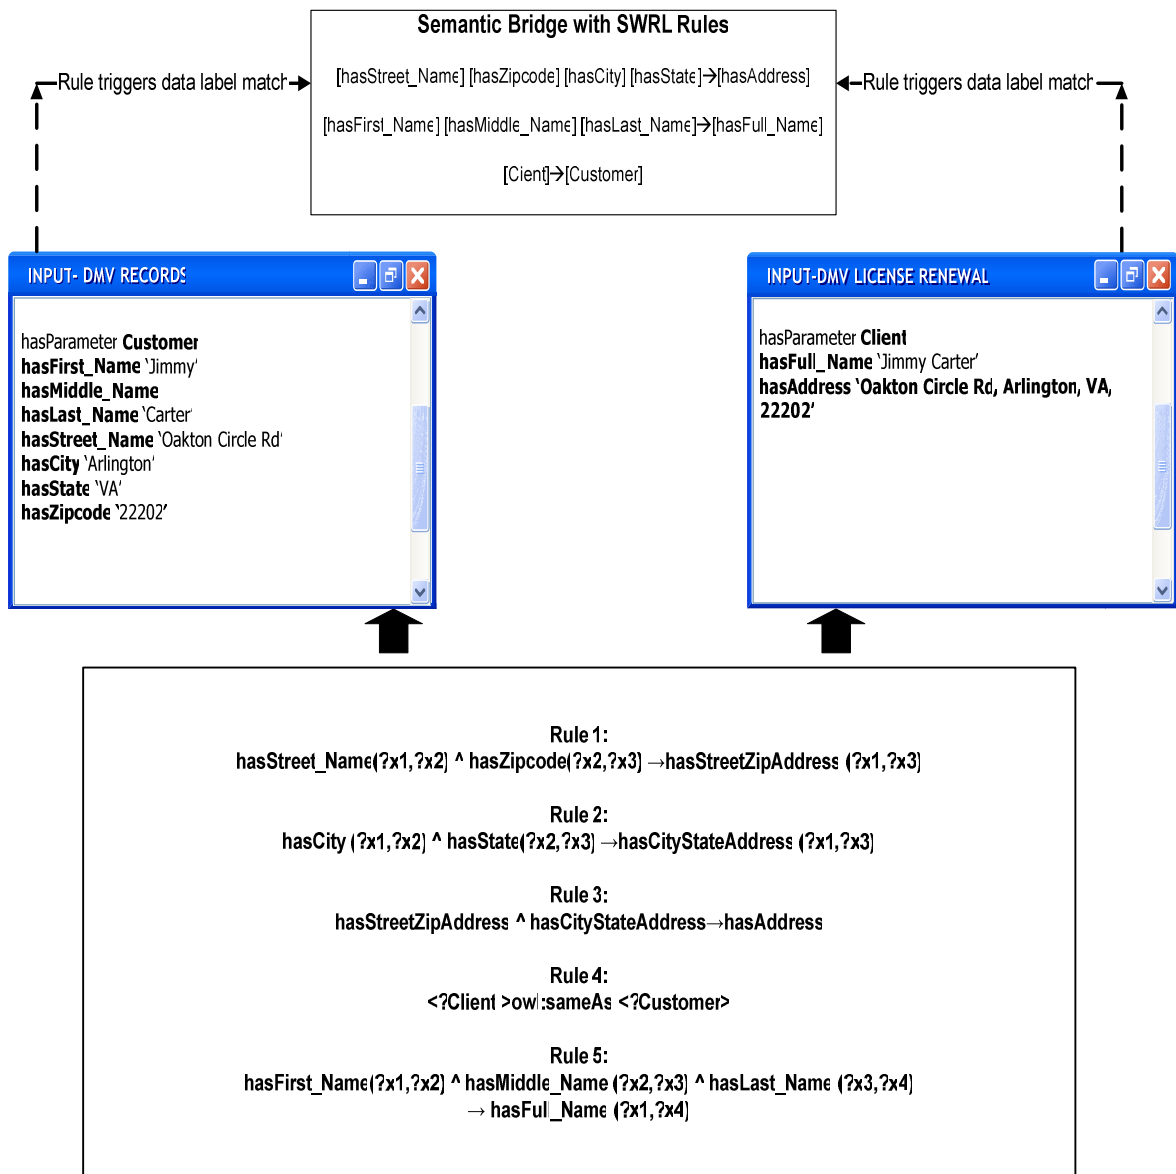 Semantic Bridge with SWRL Rules
[hasStreet_Name] [hasZipcode] [hasCity] [hasState]→[hasAddress]
[hasFirst_Name] [hasMiddle_Name] [hasLast_Name]→[hasFull_Name]
[Cient]→[Customer]
Rule triggers data label match
Rule triggers data label match
INPUT- DMV RECORDS
hasParameter Customer
hasFirst_Name ‘Jimmy’
hasMiddle_Name
hasLast_Name ‘Carter’
hasStreet_Name ‘Oakton Circle Rd’
hasCity ‘Arlington’
hasState ‘VA’
hasZipcode ‘22202’
INPUT-DMV LICENSE RENEWAL
hasParameter Client
hasFull_Name ‘Jimmy Carter’
hasAddress ‘Oakton Circle Rd, Arlington, VA,
22202’
Rule 1:
hasStreet_Name(?x1,?x2) ^ hasZipcode(?x2,?x3) →hasStreetZipAddress (?x1,?x3)
Rule 2:
hasCity (?x1,?x2) ^ hasState(?x2,?x3) →hasCityStateAddress (?x1,?x3)
Rule 3:
hasStreetZipAddress ^ hasCityStateAddress→hasAddress
Rule 4:
<?Client >owl:sameAs <?Customer>
Rule 5:
hasFirst_Name(?x1,?x2) ^ hasMiddle_Name (?x2,?x3) ^ hasLast_Name (?x3,?x4)
→ hasFull_Name (?x1,?x4)